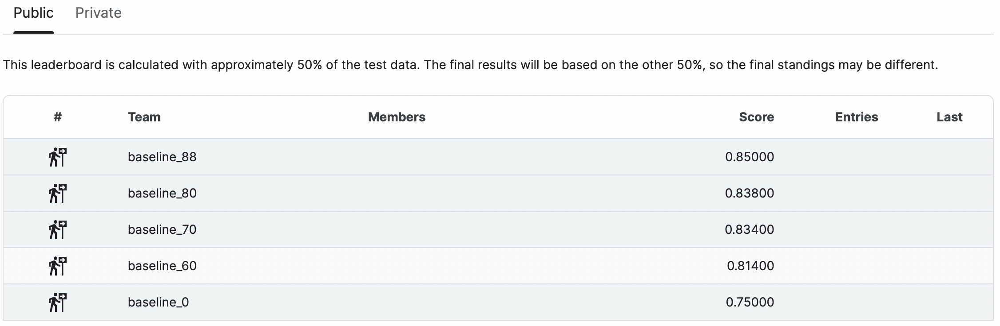 Public Private
This leaderboard is calculated with approximately 50% of the test data. The final results will be based on the other 50%, so the final standings may be different.
# Team Members Score Entries Last
baseline_88 0.85000
baseline_80 0.83800
baseline_70 0.83400
baseline_60 0.81400
baseline_0 0.75000